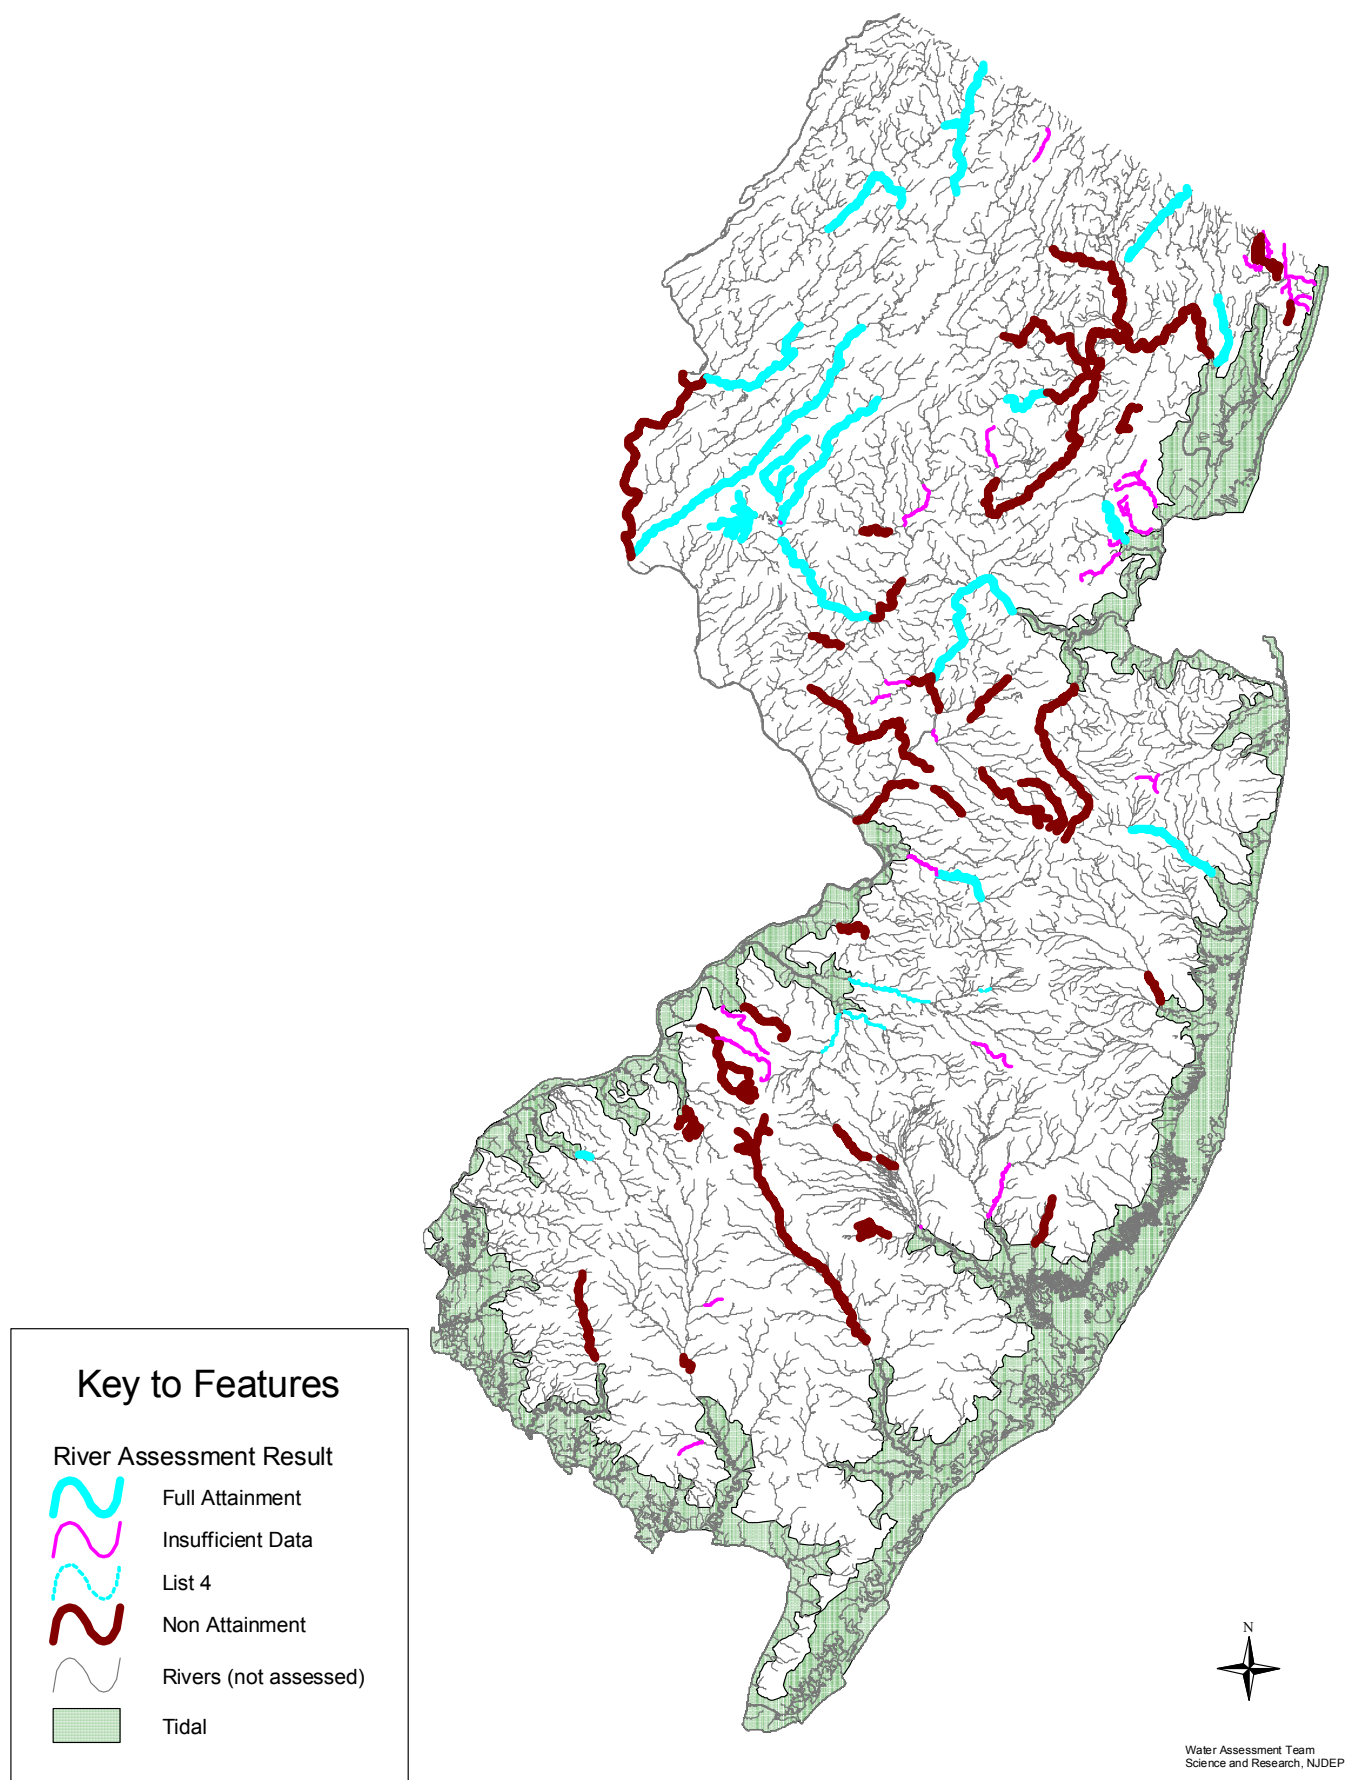 Key to Features
River Assessment Result
Full Attainment
Insufficient Data
List 4
Non Attainment
Rivers (not assessed)
Tidal
N
Water Assessment Team
Science and Research, NJDEP